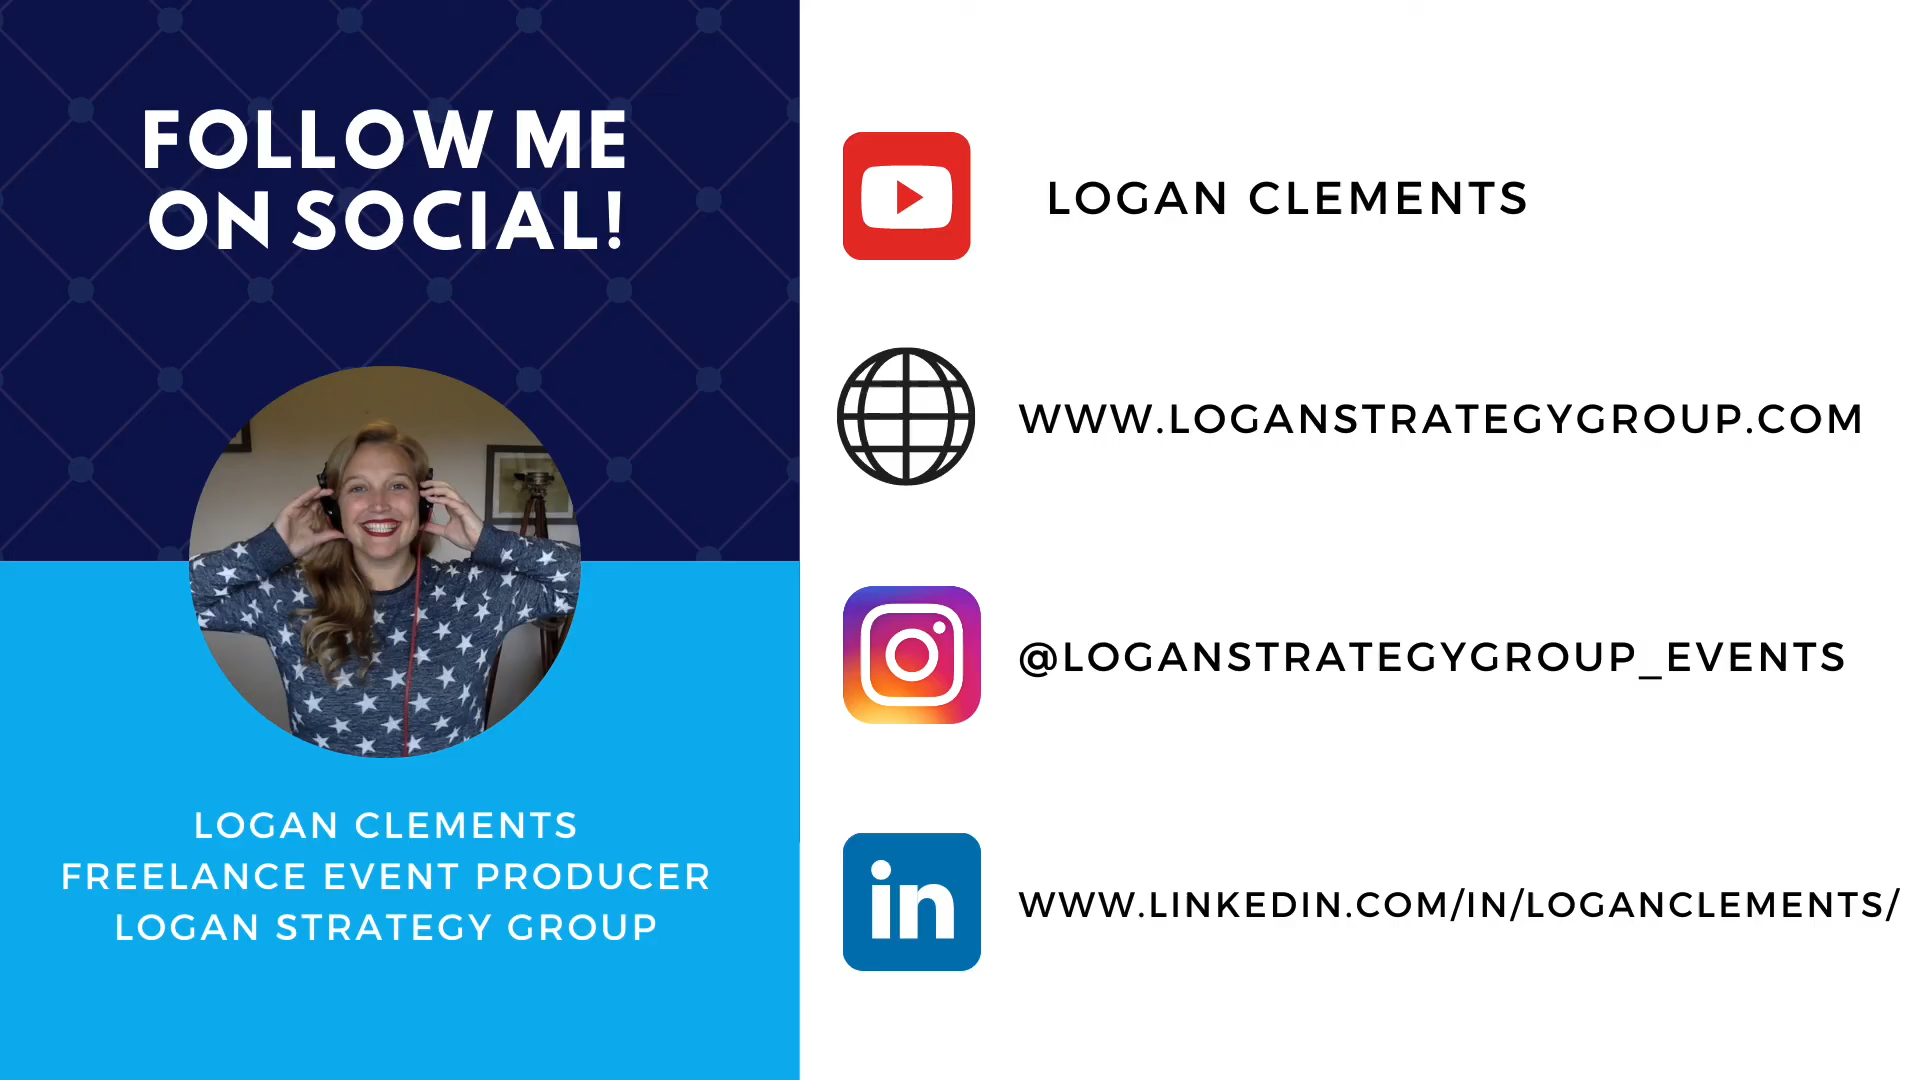 FOLLOW ME
ON SOCIAL!
LOGAN CLEMENTS
FREELANCE EVENT PRODUCER
LOGAN STRATEGY GROUP
LOGAN CLEMENTS
WWW.LOGANSTRATEGYGROUP.COM
@LOGANSTRATEGYGROUP_EVENTS
in
WWW.LINKEDIN.COM/IN/LOGANCLEMENTS/